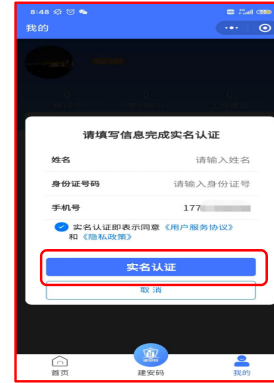 8:48
我的
请填写信息完成实名认证
姓名 请输入姓名
身份证号码 请输入身份证号
手机号 177
实名认证即表示同意《用户服务协议》
和《隐私政策》
实名认证
取消
首页 建安码 我的